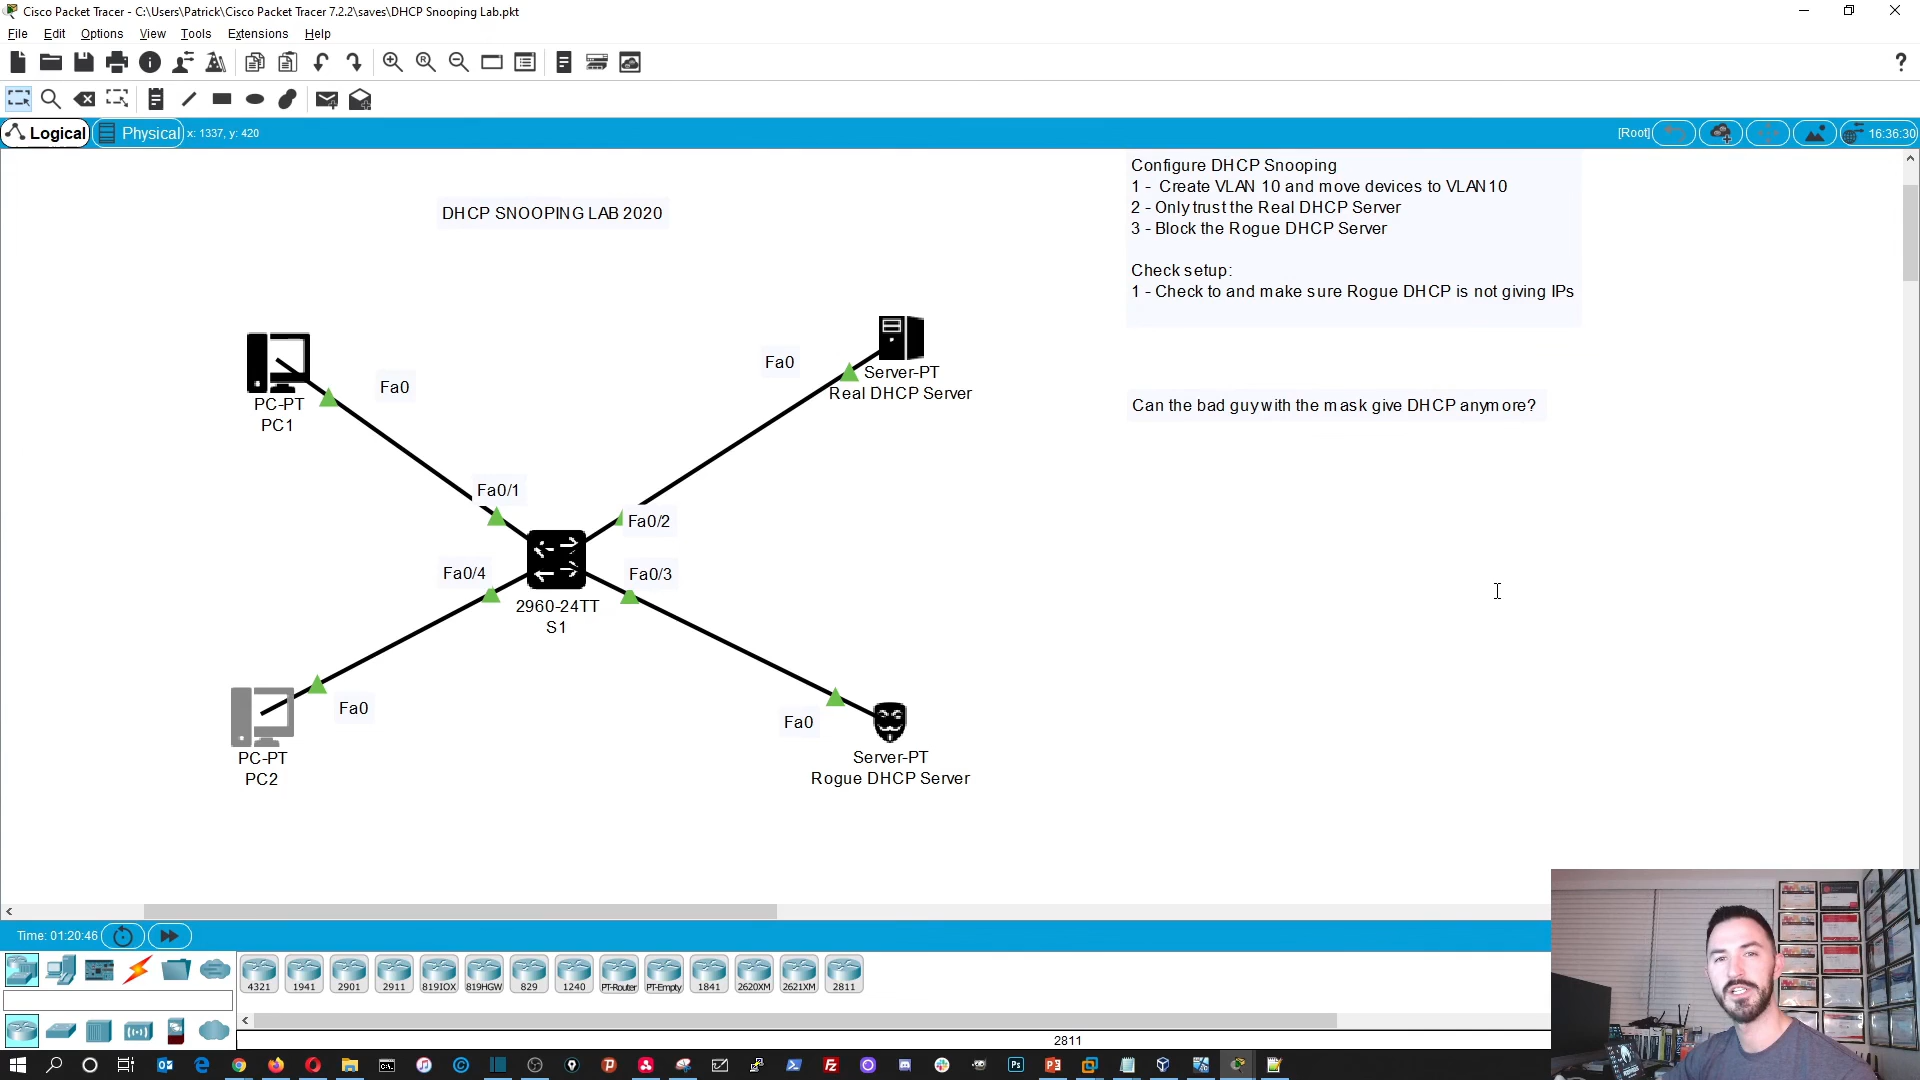 Cisco Packet Tracer - C:\Users\Patrick\Cisco Packet Tracer 7.2.2\saves\DHCP Snooping Lab.pkt
File Edit Options View Tools Extensions Help
Logical Physical x: 1337, y: 420 [Root] 16:36:30
Configure DHCP Snooping
1 - Create VLAN 10 and move devices to VLAN10
2 - Only trust the Real DHCP Server
3 - Block the Rogue DHCP Server
Check setup:
1 - Check to and make sure Rogue DHCP is not giving IPs
DHCP SNOOPING LAB 2020
Can the bad guy with the mask give DHCP anymore?
Fa0
PC-PT
PC1
Fa0
Server-PT
Real DHCP Server
Fa0/1
Fa0/2
Fa0/4
Fa0/3
2960-24TT
S1
Fa0
PC-PT
PC2
Fa0
Server-PT
Rogue DHCP Server
Time: 01:20:46
4321 1941 2901 2911 819IOX 819HGW 829 1240 PT-Router PT-Empty 1841 2620XM 2621XM 2811
2811